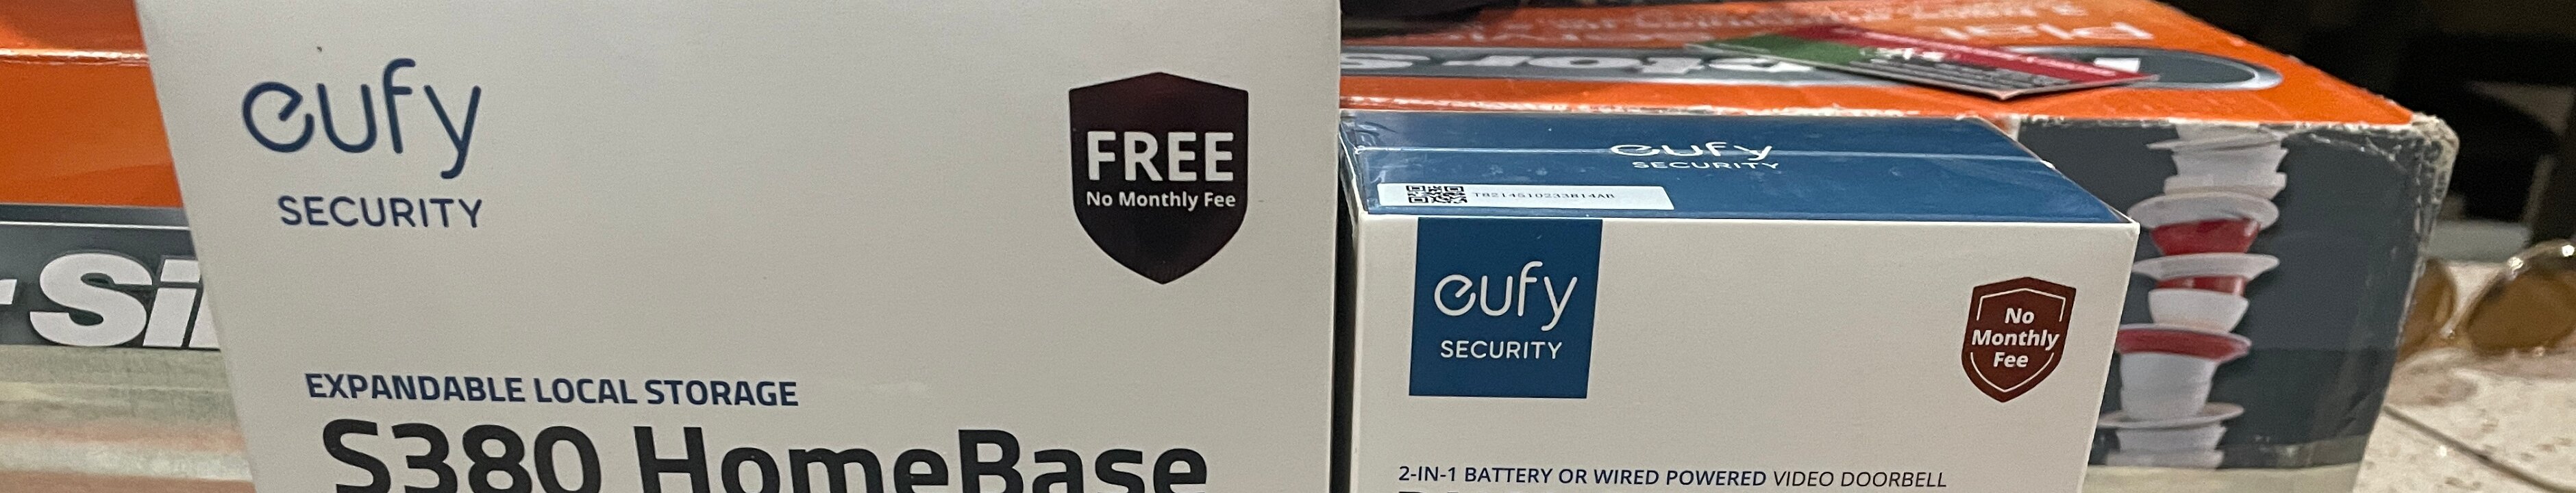 eufy
SECURITY
FREE
No Monthly Fee
EXPANDABLE LOCAL STORAGE
S380 HomeBase
Si
eufy
SECURITY
eufy
SECURITY
No
Monthly
Fee
2-IN-1 BATTERY OR WIRED POWERED VIDEO DOORBELL